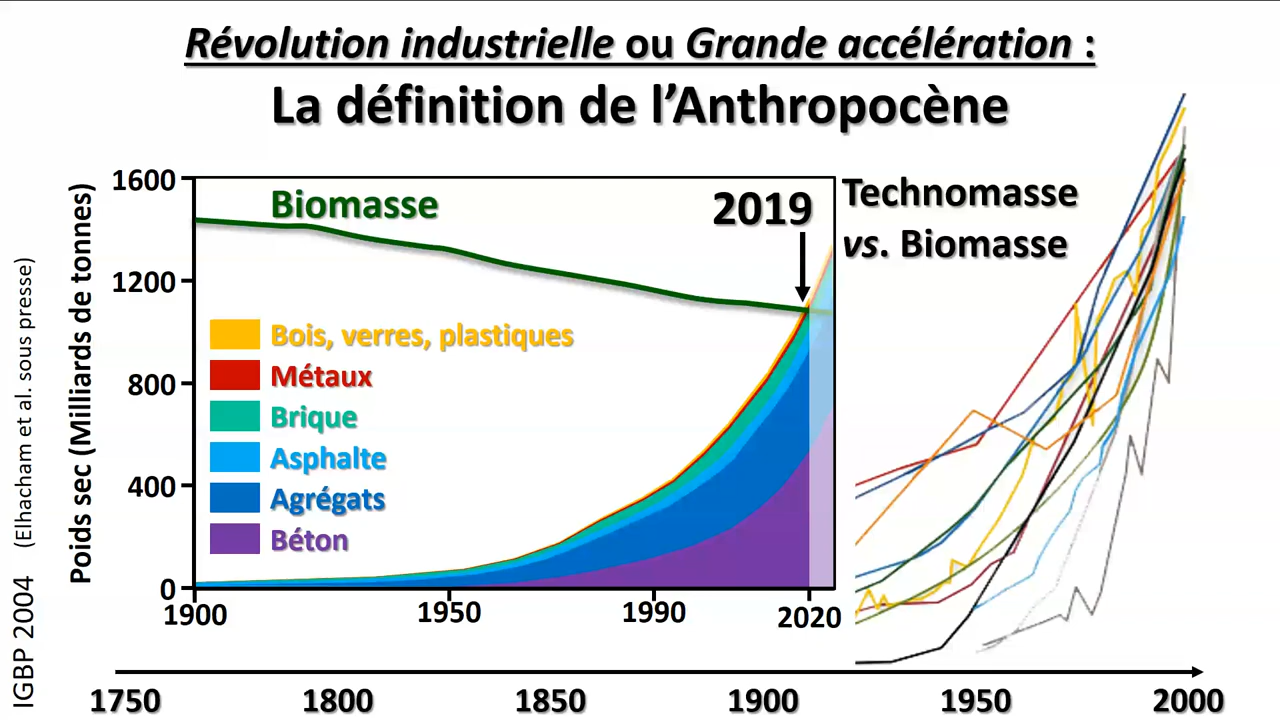 Révolution industrielle ou Grande accélération :
La définition de l’Anthropocène
Technomasse
vs. Biomasse
Biomasse
2019
Poids sec (Milliards de tonnes)
1600
1200
800
400
0
Bois, verres, plastiques
Métaux
Brique
Asphalte
Agrégats
Béton
1900
1950
1990
2020
IGBP 2004 (Elhacham et al. sous presse)
1750
1800
1850
1900
1950
2000